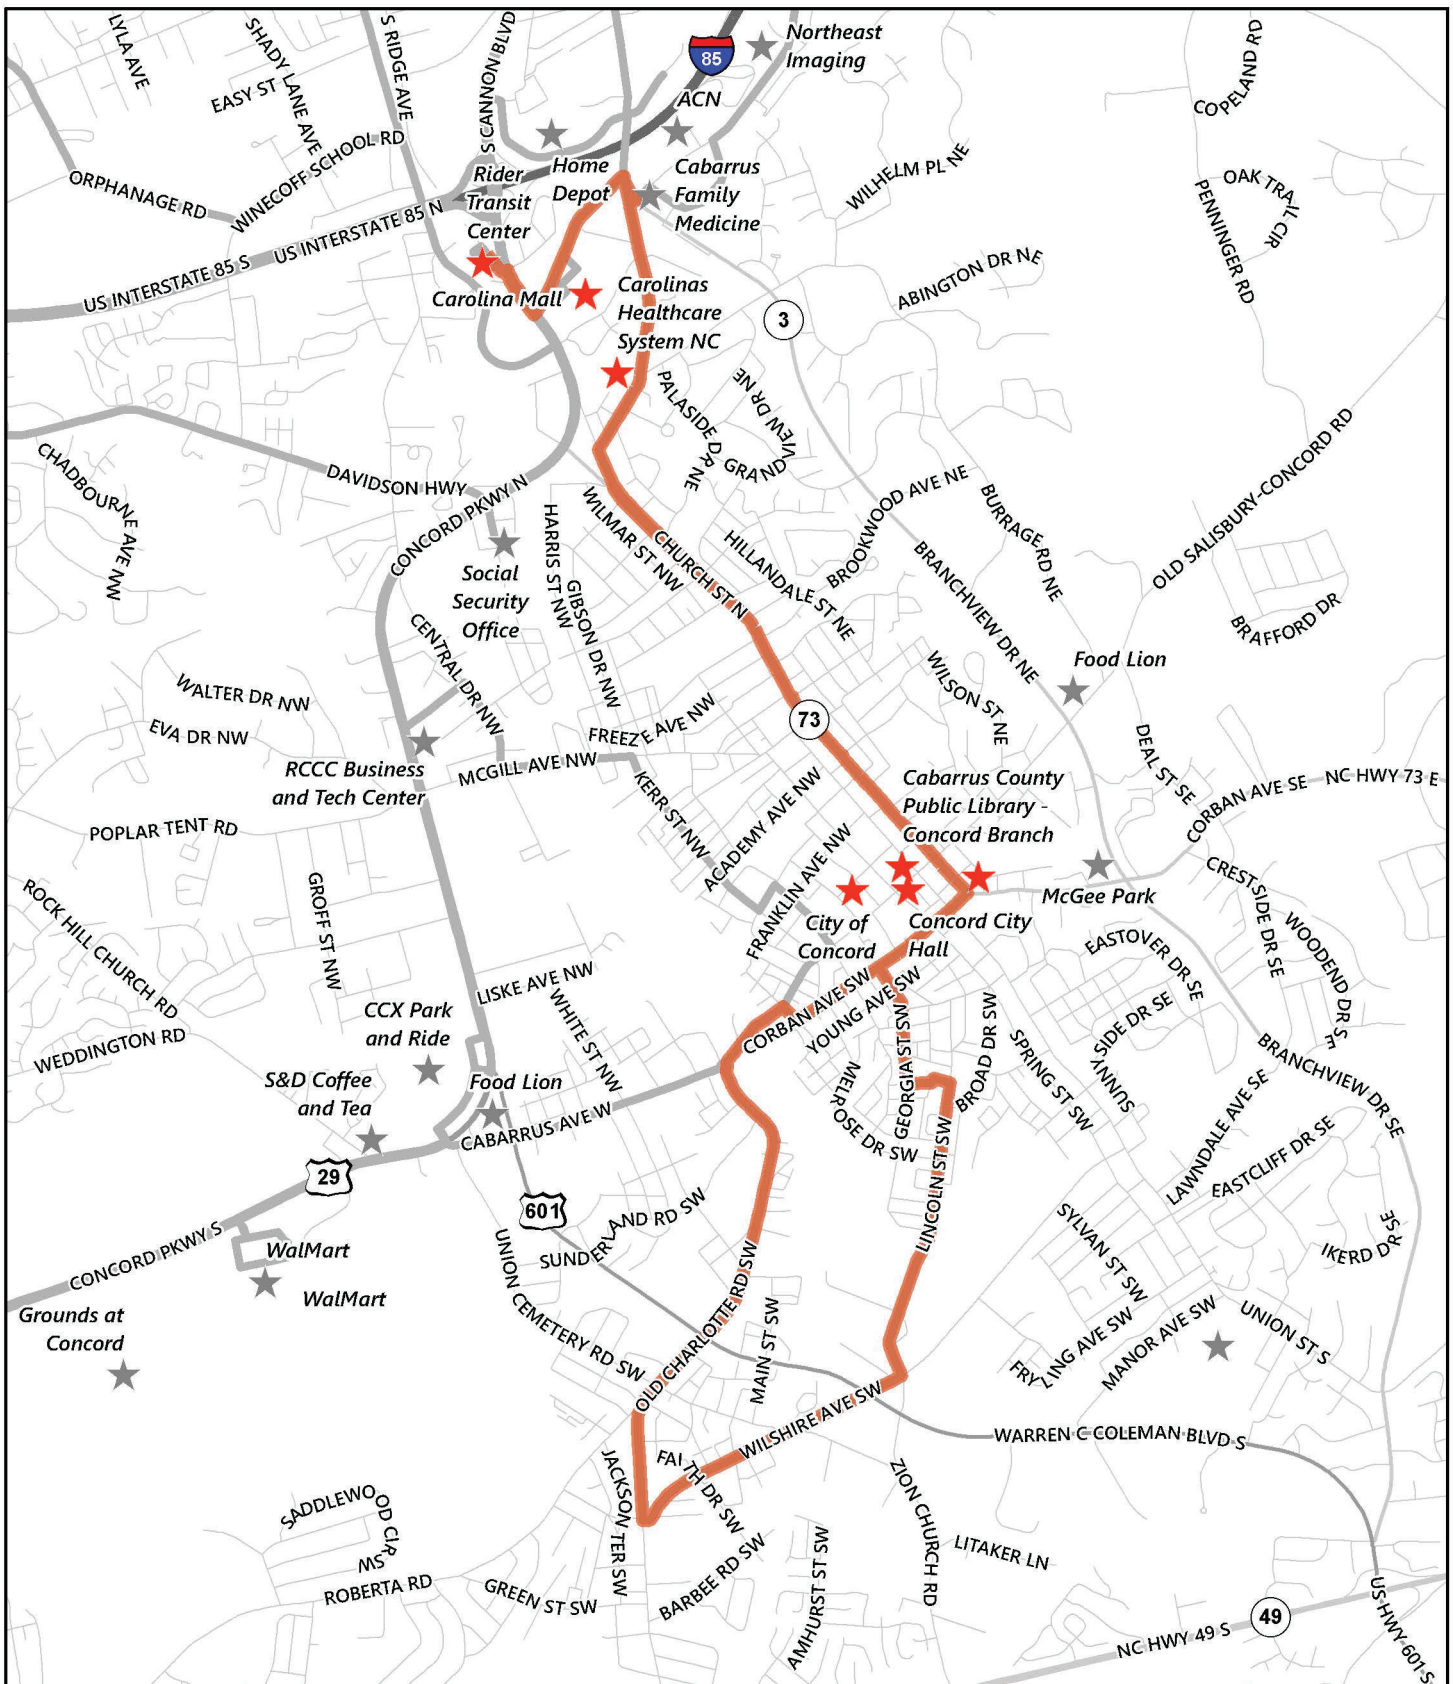 LYLA AVE
SHADY LANE AVE
S RIDGE AVE
S CANNON BLVD
85
Northeast
Imaging
COPELAND RD
EASY ST
ACN
WINECOFF SCHOOL RD
ORPHANAGE RD
Rider
Transit
Center
Home
Depot
Cabarrus
Family
Medicine
WILHELM PL NE
PENNINGER RD
OAK TRAIL CIR
US INTERSTATE 85 S
US INTERSTATE 85 N
Carolina Mall
Carolinas
Healthcare
System NC
3
ABINGTON DR NE
PALASIDE DR NE
GRANDVIEW DR NE
CHADBOURNE AVE NW
DAVIDSON HWY
CONCORD PKWY N
HARRIS ST NW
WILMAR ST NW
CHURCH ST N
HILLANDALE ST NE
BROOKWOOD AVE NE
BURRAGE RD NE
BRANCHVIEW DR NE
OLD SALISBURY-CONCORD RD
BRAFFORD DR
Social
Security
Office
GIBSON DR NW
CENTRAL DR NW
WALTER DR NW
EVA DR NW
FREEZE AVE NW
73
WILSON ST NE
Food Lion
DEAL ST SE
RCCC Business
and Tech Center
MCGILL AVE NW
KERR ST NW
ACADEMY AVE NW
FRANKLIN AVE NW
Cabarrus County
Public Library -
Concord Branch
CORBAN AVE SE
NC HWY 73 E
POPLAR TENT RD
GROFF ST NW
ROCK HILL CHURCH RD
McGee Park
City of
Concord
Concord City
Hall
CRESTSIDE DR SE
WOODEND DR SE
EASTOVER DR SE
WEDDINGTON RD
LISKE AVE NW
WHITE ST NW
CCX Park
and Ride
CORBAN AVE SW
YOUNG AVE SW
GEORGIA ST SW
BROAD DR SW
SPRING ST SW
SUNNYSIDE DR SE
BRANCHVIEW DR SE
S&D Coffee
and Tea
Food Lion
CABARRUS AVE W
MELROSE DR SW
LINCOLN ST SW
LAWNDALE AVE SE
EASTCLIFF DR SE
29
601
CONCORD PKWY S
WalMart
WalMart
SUNDERLAND RD SW
UNION CEMETERY RD SW
OLD CHARLOTTE RD SW
MAIN ST SW
SYLVAN ST SW
IKERD DR SE
Grounds at
Concord
FRYLING AVE SW
MANOR AVE SW
UNION ST S
WILSHIRE AVE SW
WARREN C COLEMAN BLVD S
JACKSON TER SW
FAITH DR SW
ZION CHURCH RD
SADDLEWOOD CIR SW
ROBERTA RD
GREEN ST SW
BARBEE RD SW
AMHURST ST SW
LITAKER LN
NC HWY 49 S
49
US HWY 601 S